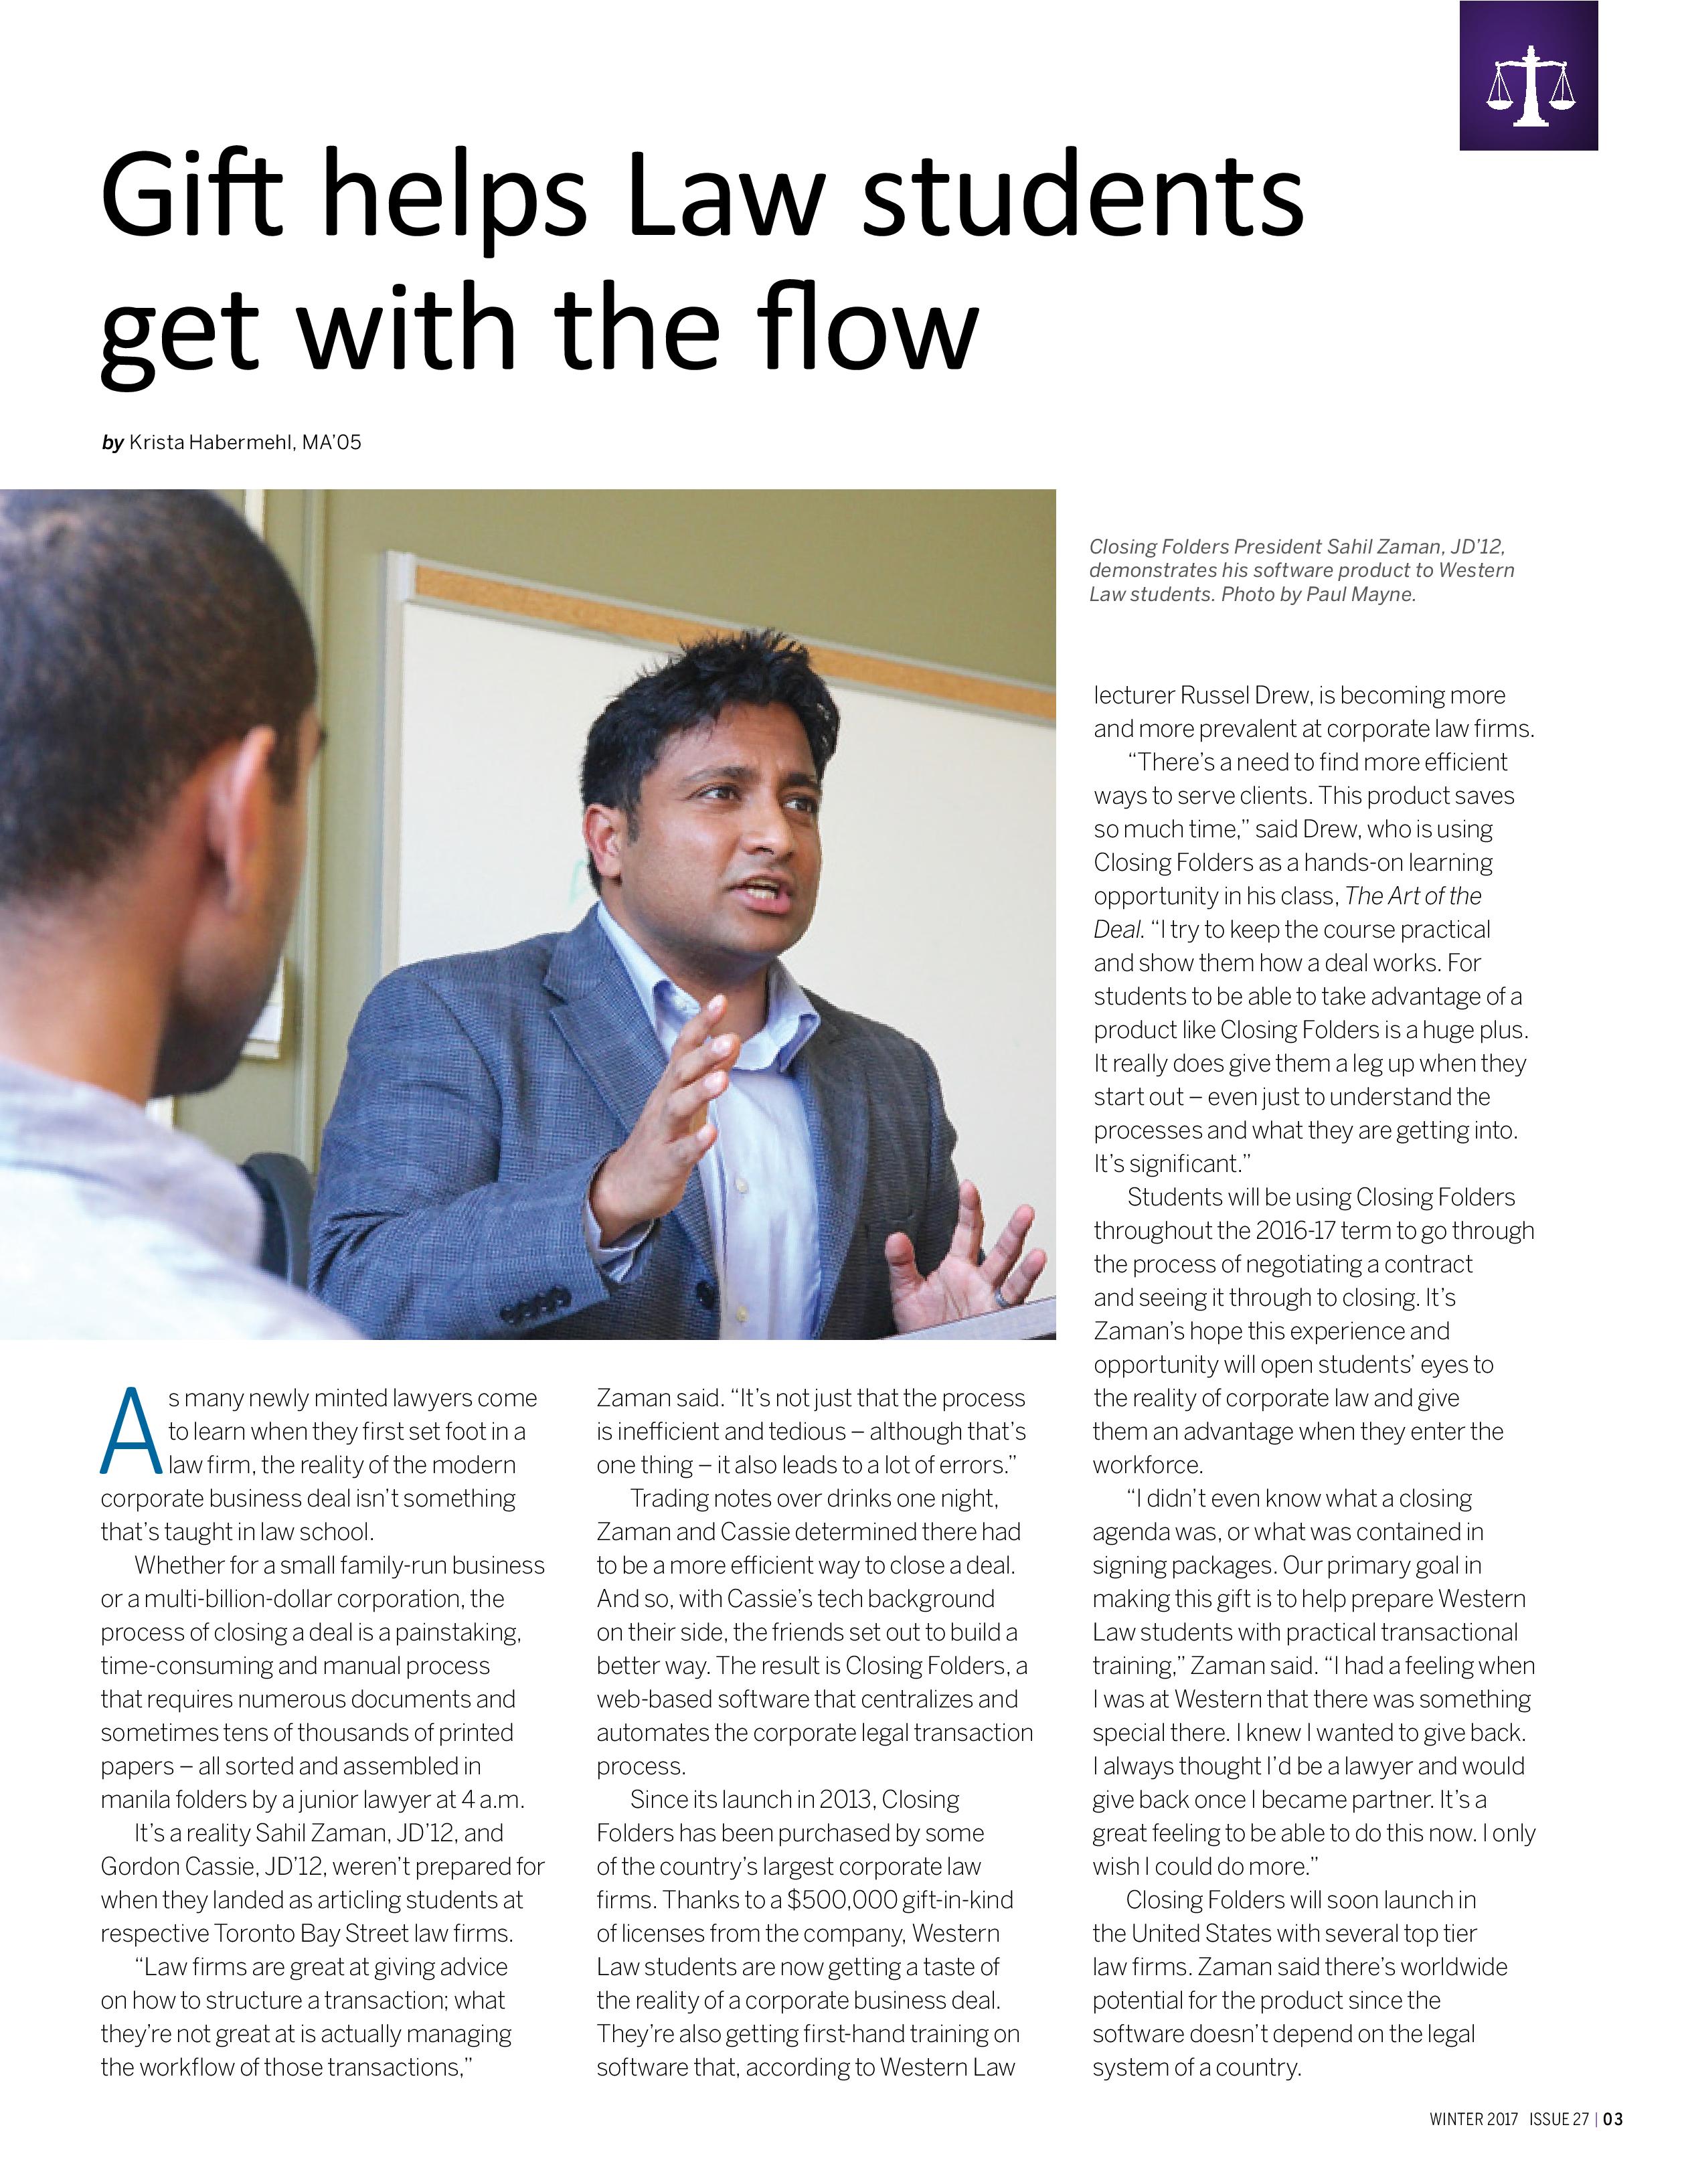 Gift helps Law students
get with the flow
by Krista Habermehl, MA’05
Closing Folders President Sahil Zaman, JD’12,
demonstrates his software product to Western
Law students. Photo by Paul Mayne.
As many newly minted lawyers come
to learn when they first set foot in a
law firm, the reality of the modern
corporate business deal isn’t something
that’s taught in law school.
Whether for a small family-run business
or a multi-billion-dollar corporation, the
process of closing a deal is a painstaking,
time-consuming and manual process
that requires numerous documents and
sometimes tens of thousands of printed
papers – all sorted and assembled in
manila folders by a junior lawyer at 4 a.m.
It’s a reality Sahil Zaman, JD’12, and
Gordon Cassie, JD’12, weren’t prepared for
when they landed as articling students at
respective Toronto Bay Street law firms.
“Law firms are great at giving advice
on how to structure a transaction; what
they’re not great at is actually managing
the workflow of those transactions,”
Zaman said. “It’s not just that the process
is inefficient and tedious – although that’s
one thing – it also leads to a lot of errors.”
Trading notes over drinks one night,
Zaman and Cassie determined there had
to be a more efficient way to close a deal.
And so, with Cassie’s tech background
on their side, the friends set out to build a
better way. The result is Closing Folders, a
web-based software that centralizes and
automates the corporate legal transaction
process.
Since its launch in 2013, Closing
Folders has been purchased by some
of the country’s largest corporate law
firms. Thanks to a $500,000 gift-in-kind
of licenses from the company, Western
Law students are now getting a taste of
the reality of a corporate business deal.
They’re also getting first-hand training on
software that, according to Western Law
lecturer Russel Drew, is becoming more
and more prevalent at corporate law firms.
“There’s a need to find more efficient
ways to serve clients. This product saves
so much time,” said Drew, who is using
Closing Folders as a hands-on learning
opportunity in his class, The Art of the
Deal. “I try to keep the course practical
and show them how a deal works. For
students to be able to take advantage of a
product like Closing Folders is a huge plus.
It really does give them a leg up when they
start out – even just to understand the
processes and what they are getting into.
It’s significant.”
Students will be using Closing Folders
throughout the 2016-17 term to go through
the process of negotiating a contract
and seeing it through to closing. It’s
Zaman’s hope this experience and
opportunity will open students’ eyes to
the reality of corporate law and give
them an advantage when they enter the
workforce.
“I didn’t even know what a closing
agenda was, or what was contained in
signing packages. Our primary goal in
making this gift is to help prepare Western
Law students with practical transactional
training,” Zaman said. “I had a feeling when
I was at Western that there was something
special there. I knew I wanted to give back.
I always thought I’d be a lawyer and would
give back once I became partner. It’s a
great feeling to be able to do this now. I only
wish I could do more.”
Closing Folders will soon launch in
the United States with several top tier
law firms. Zaman said there’s worldwide
potential for the product since the
software doesn’t depend on the legal
system of a country.
WINTER 2017 ISSUE 27 | 03